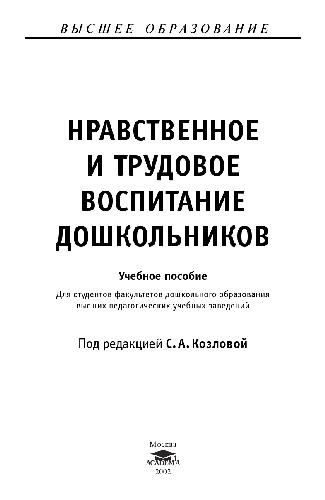 ВЫСШЕЕ ОБРАЗОВАНИЕ
НРАВСТВЕННОЕ
И ТРУДОВОЕ
ВОСПИТАНИЕ
ДОШКОЛЬНИКОВ
Учебное пособие
Для студентов факультетов дошкольного образования
высших педагогических учебных заведений
Под редакцией С. А. Козловой
Москва
ACADEMA
2002